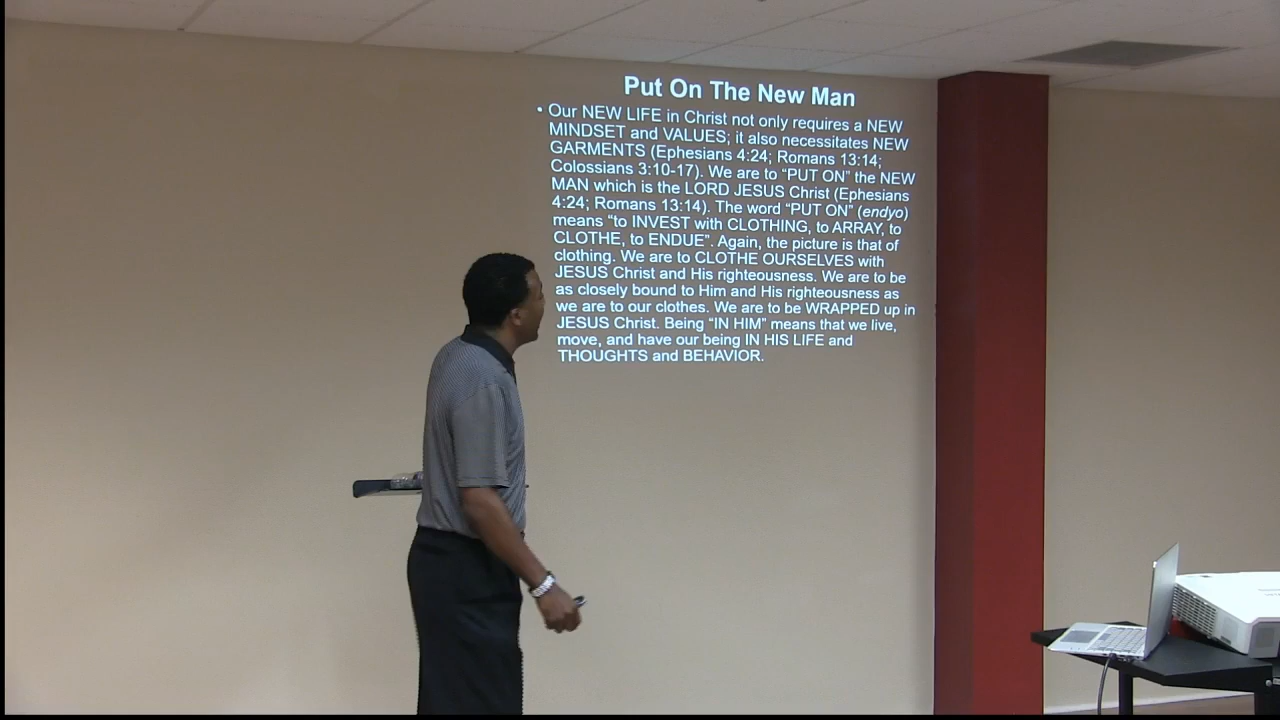 Put On The New Man
• Our NEW LIFE in Christ not only requires a NEW
MINDSET and VALUES; it also necessitates NEW
GARMENTS (Ephesians 4:24; Romans 13:14;
Colossians 3:10-17). We are to “PUT ON” the NEW
MAN which is the LORD JESUS Christ (Ephesians
4:24; Romans 13:14). The word “PUT ON” (endyo)
means “to INVEST with CLOTHING, to ARRAY, to
CLOTHE, to ENDUE”. Again, the picture is that of
clothing. We are to CLOTHE OURSELVES with
JESUS Christ and His righteousness. We are to be
as closely bound to Him and His righteousness as
we are to our clothes. We are to be WRAPPED up in
JESUS Christ. Being “IN HIM” means that we live,
move, and have our being IN HIS LIFE and
THOUGHTS and BEHAVIOR.